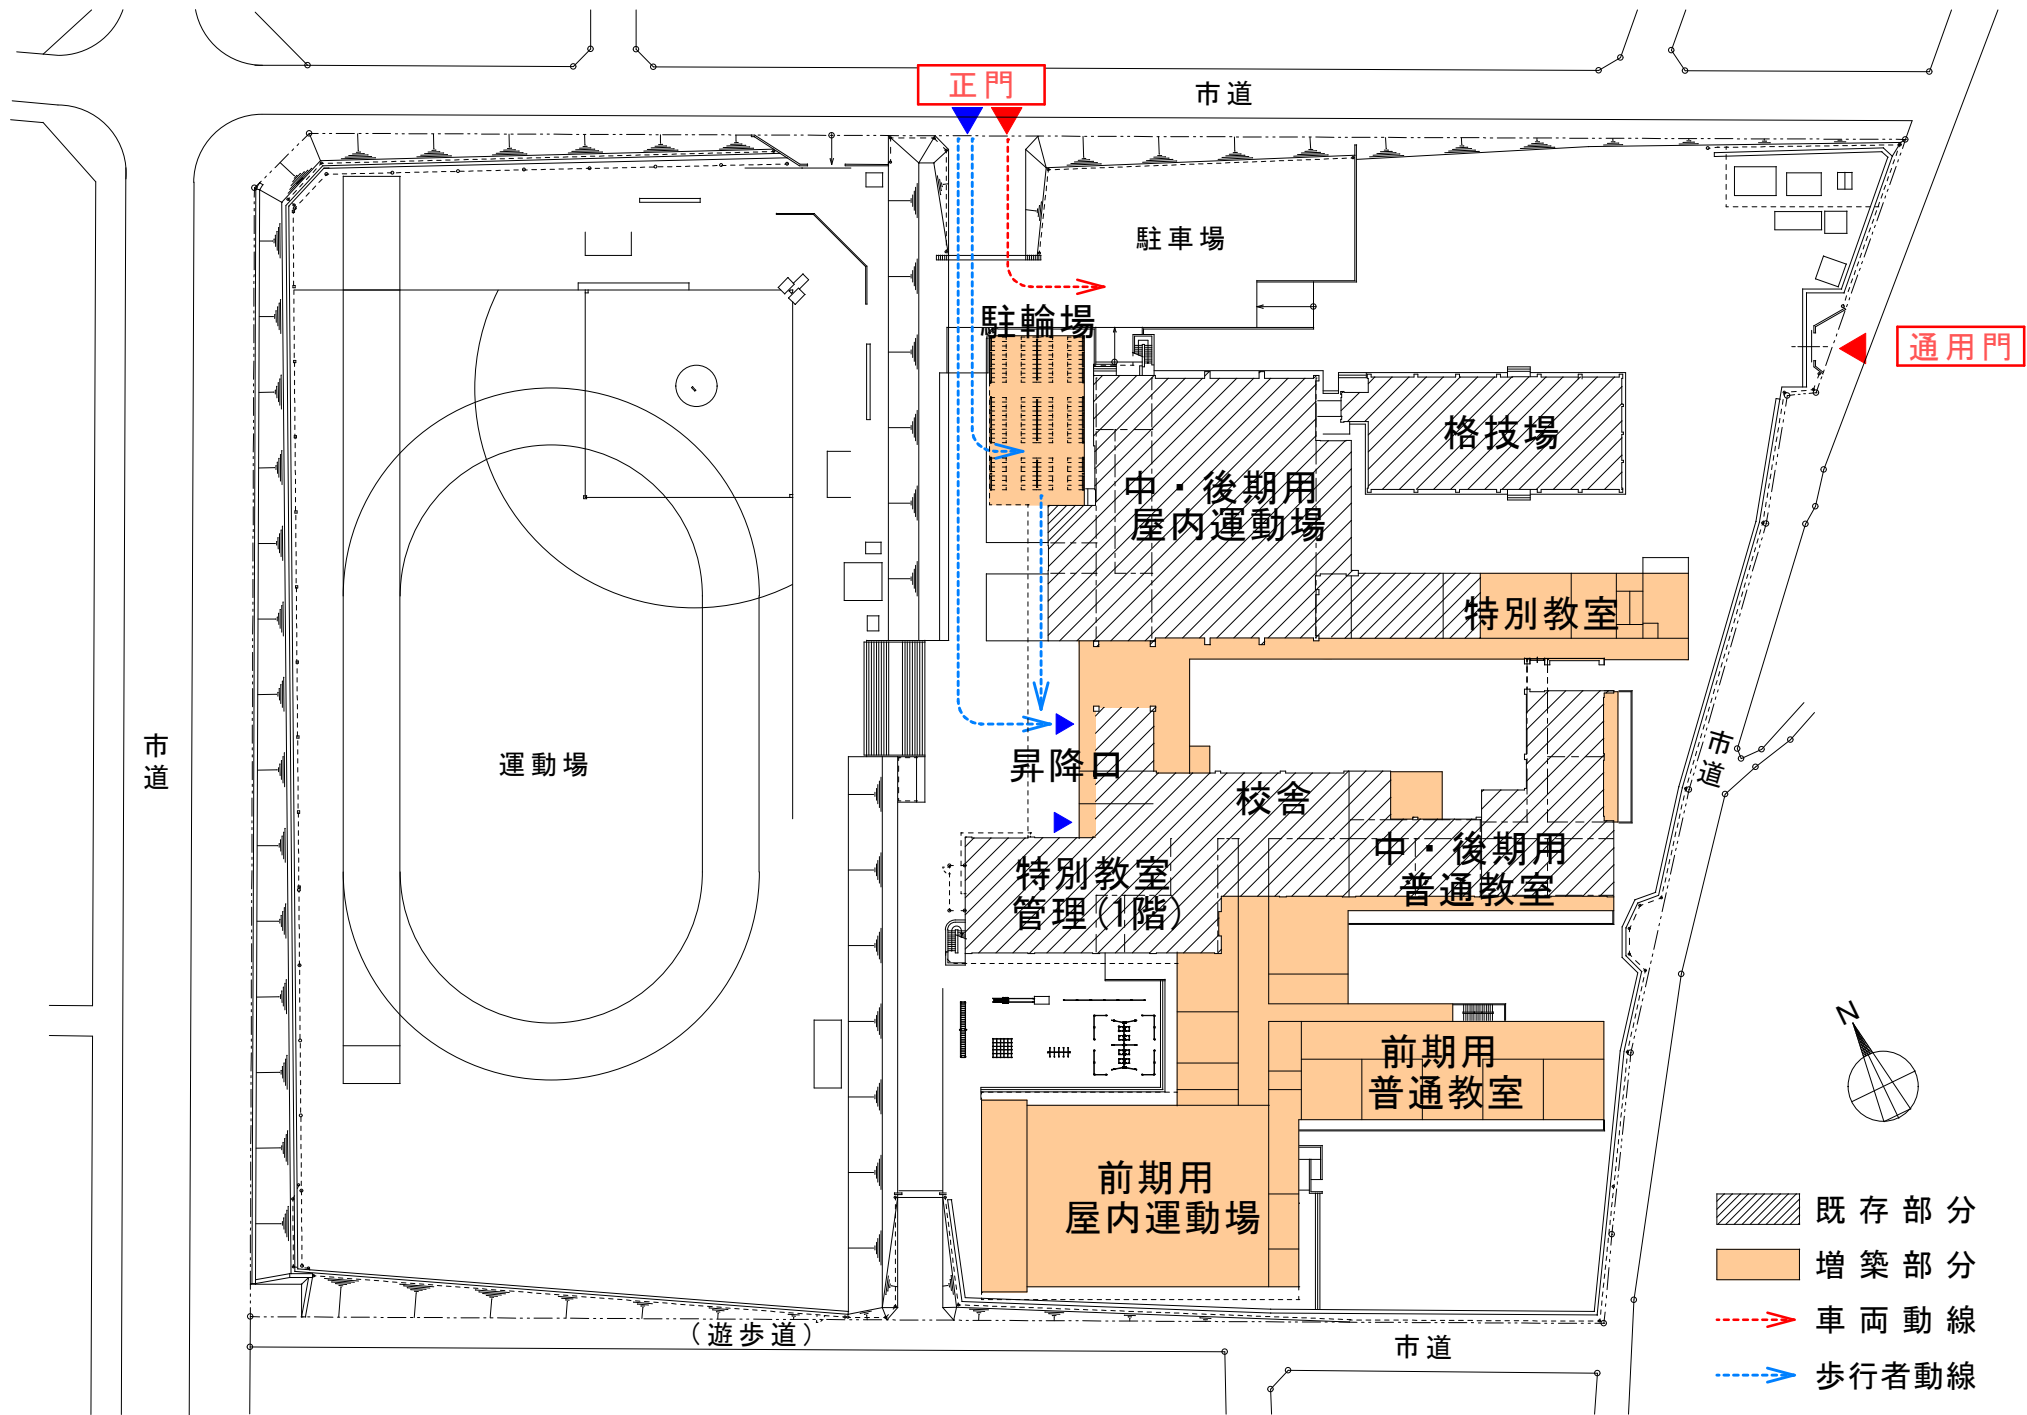 正門
市道
駐車場
駐輪場
通用門
格技場
中・後期用
屋内運動場
特別教室
市道
運動場
市道
昇降口
校舎
中・後期用
普通教室
特別教室
管理(1階)
N
前期用
普通教室
前期用
屋内運動場
既存部分
増築部分
車両動線
歩行者動線
(遊歩道)
市道